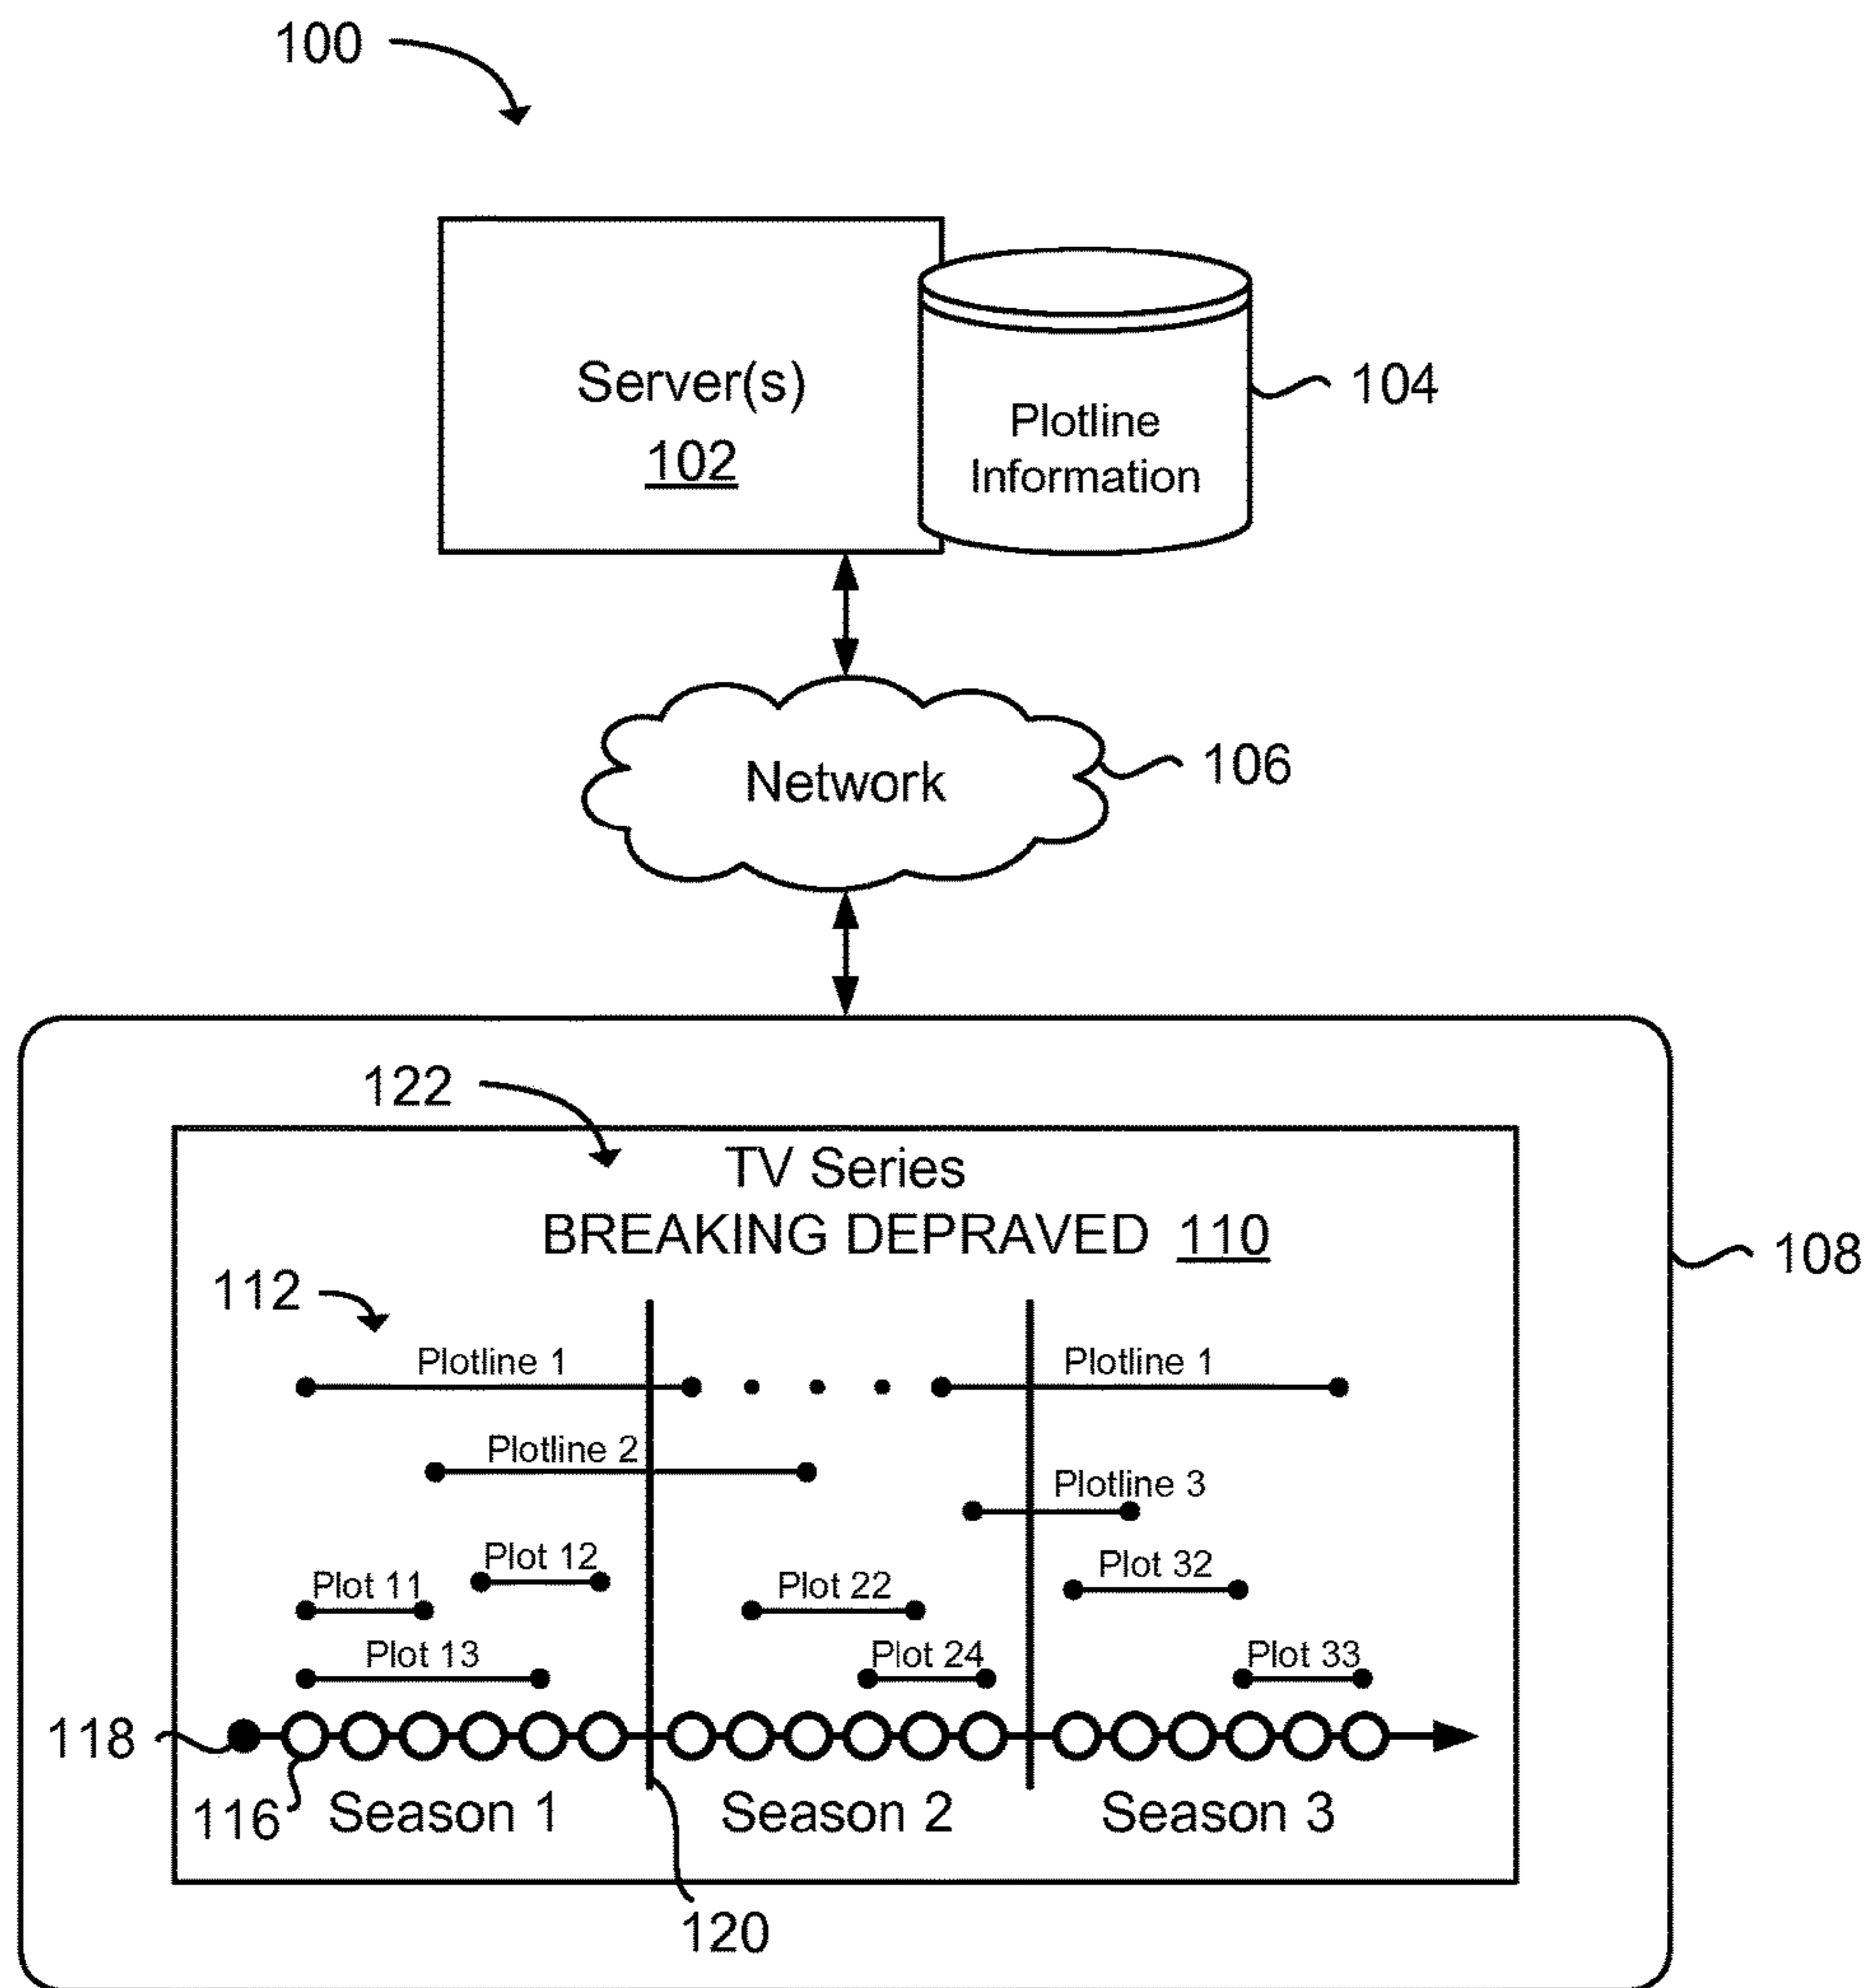 100
Server(s)
102
Plotline
Information
104
Network
106
122
TV Series
BREAKING DEPRAVED 110
108
112
Plotline 1
Plotline 1
Plotline 2
Plotline 3
Plot 12
Plot 32
Plot 11
Plot 22
Plot 13
Plot 24
Plot 33
118
116
Season 1
Season 2
Season 3
120